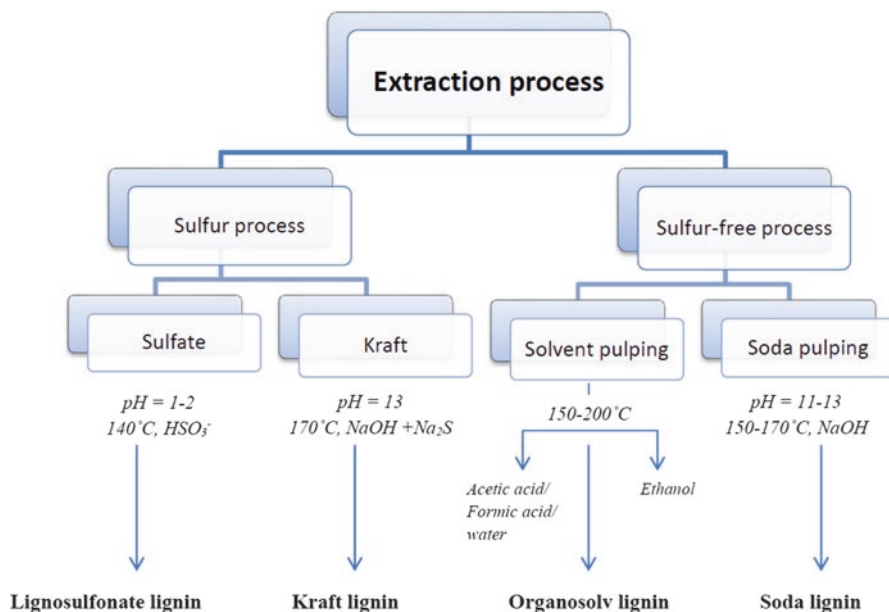 Extraction process
Sulfur process
Sulfur-free process
Sulfate
Kraft
Solvent pulping
Soda pulping
pH = 1-2
140˚C, HSO₃⁻
pH = 13
170˚C, NaOH +Na₂S
150-200˚C
pH = 11-13
150-170˚C, NaOH
Acetic acid/
Formic acid/
water
Ethanol
Lignosulfonate lignin
Kraft lignin
Organosolv lignin
Soda lignin